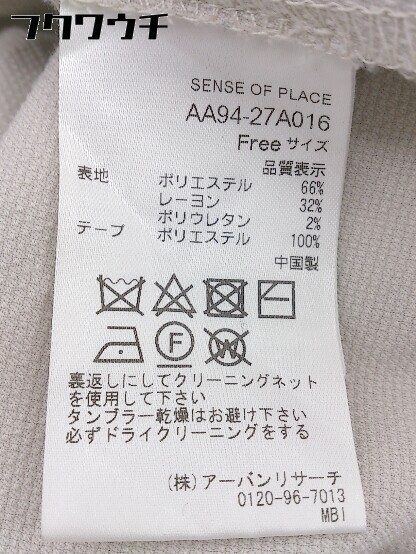 フクワウチ
SENSE OF PLACE
AA94-27A016
Free サイズ
品質表示
表地 ポリエステル 66%
レーヨン 32%
ポリウレタン 2%
テープ ポリエステル 100%
中国製
F W
裏返しにしてクリーニングネット
を使用して下さい
タンブラー乾燥はお避け下さい
必ずドライクリーニングをする
(株) アーバンリサーチ
0120-96-7013
MBI